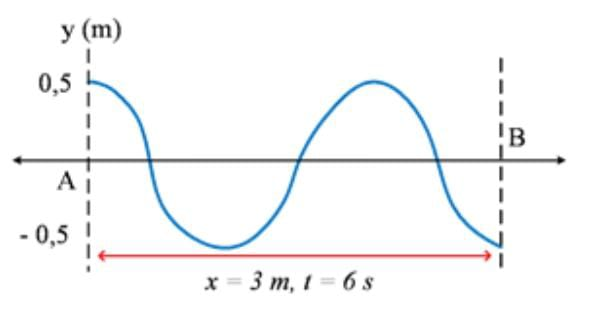 y (m)
0,5
B
A
- 0,5
x = 3 m, t = 6 s